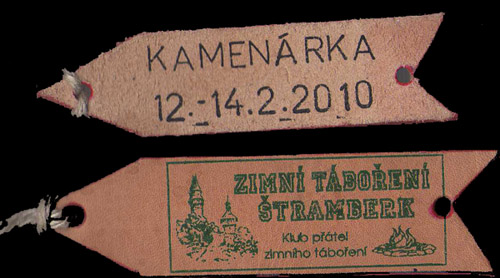 KAMENÁRKA
12.-14.2.2010
ZIMNÍ TÁBOŘENÍ
ŠTRAMBERK
Klub přátel
zimního táboření